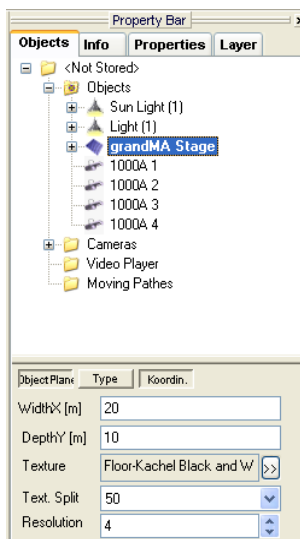 Property Bar
Objects Info Properties Layer
<Not Stored>
Objects
Sun Light (1)
Light (1)
grandMA Stage
1000A 1
1000A 2
1000A 3
1000A 4
Cameras
Video Player
Moving Pathes
Object Plane Type Koordin.
WidthX [m] 20
DepthY [m] 10
Texture Floor-Kachel Black and W >>
Text. Split 50
Resolution 4